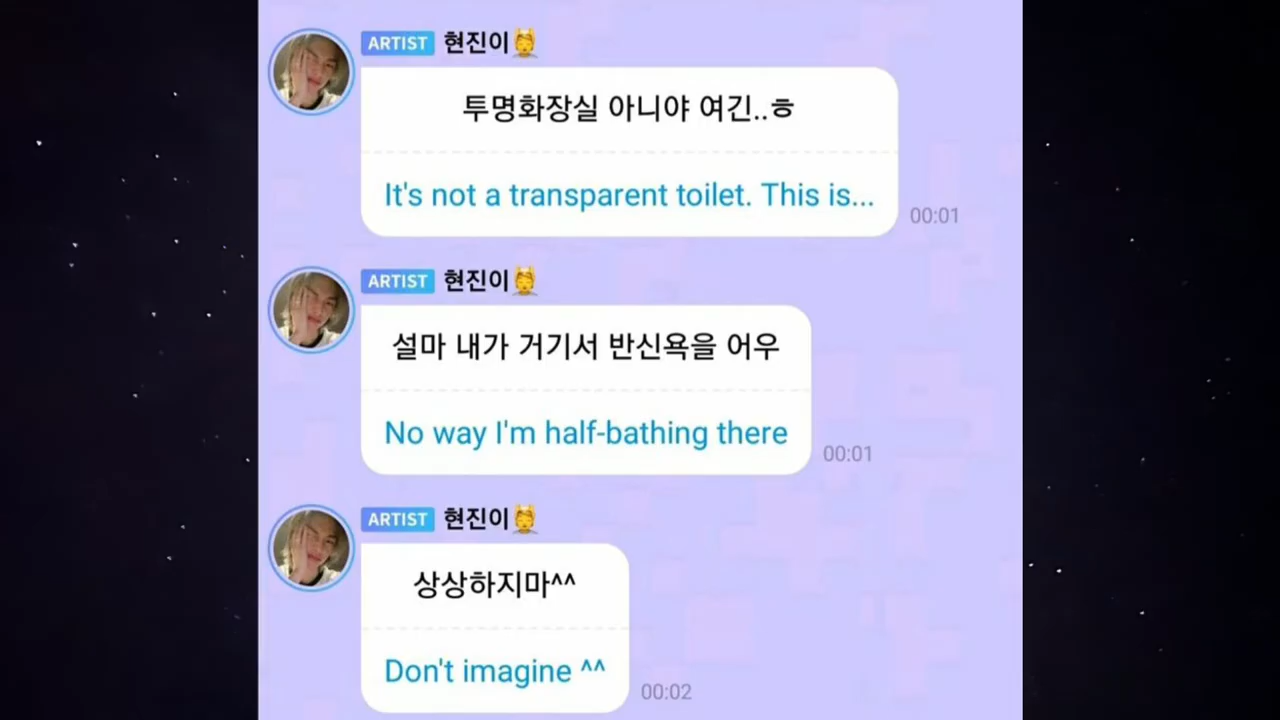 ARTIST 현진이💆
투명화장실 아니야 여긴..ㅎ
It's not a transparent toilet. This is...
00:01
ARTIST 현진이💆
설마 내가 거기서 반신욕을 어우
No way I'm half-bathing there
00:01
ARTIST 현진이💆
상상하지마^^
Don't imagine ^^
00:02